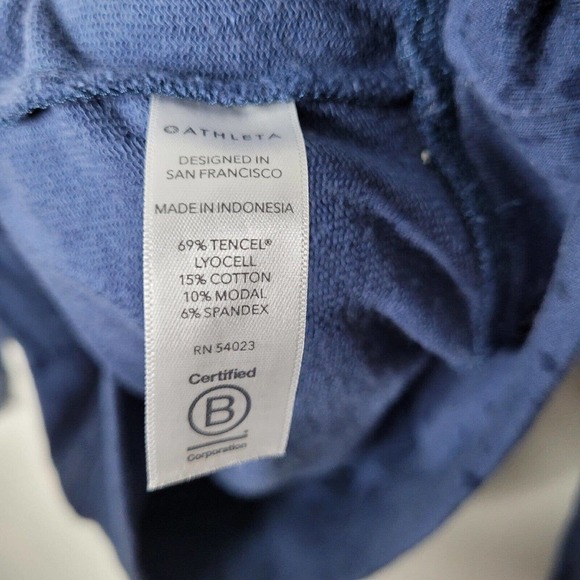 ATHLETA
DESIGNED IN
SAN FRANCISCO
MADE IN INDONESIA
69% TENCEL®
LYOCELL
15% COTTON
10% MODAL
6% SPANDEX
RN 54023
Certified
B
Corporation